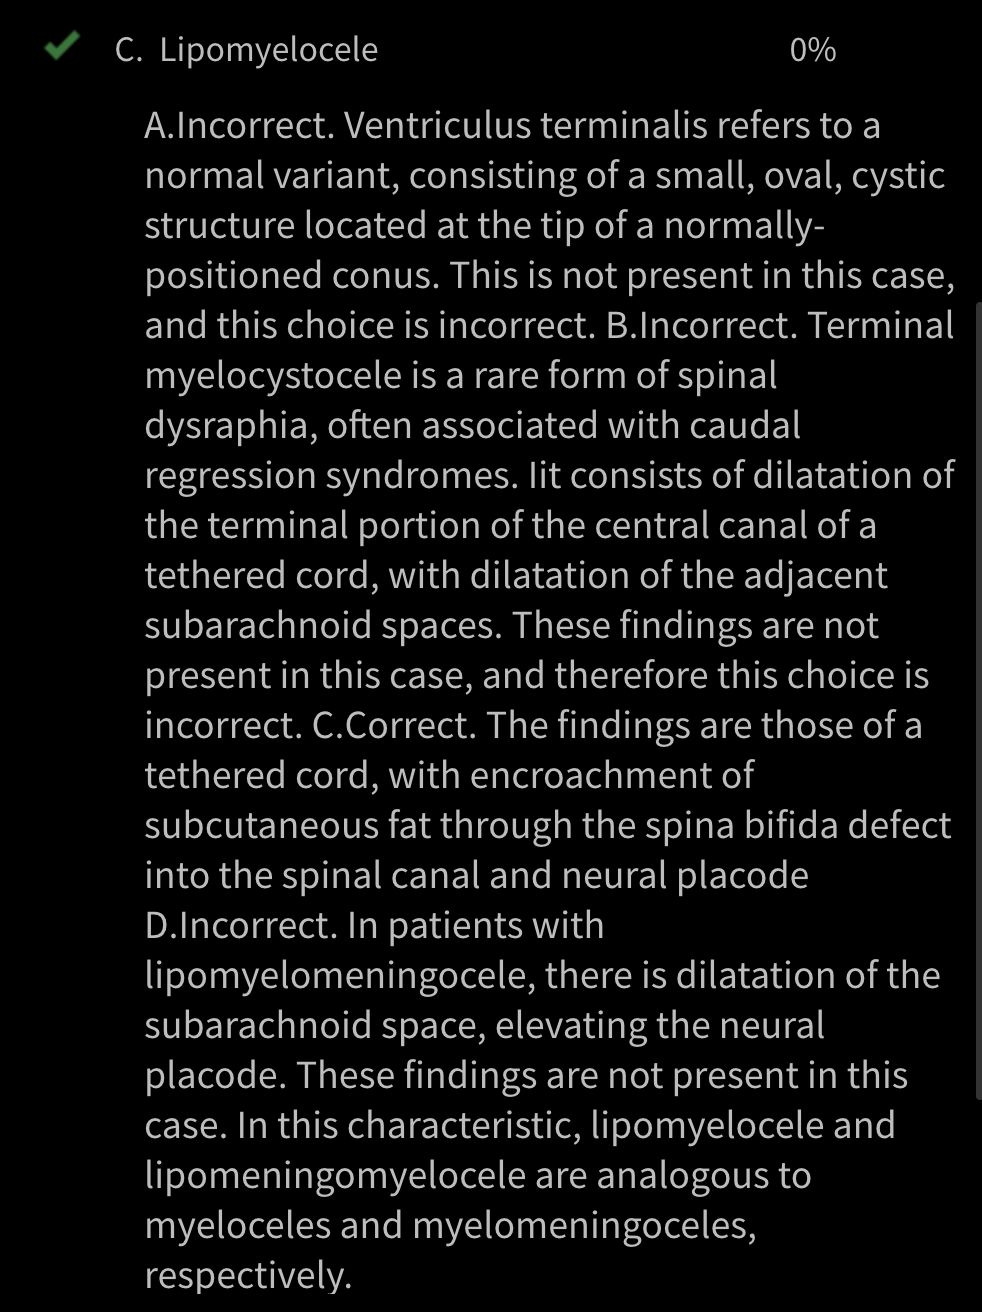 C. Lipomyelocele 0%
A.Incorrect. Ventriculus terminalis refers to a
normal variant, consisting of a small, oval, cystic
structure located at the tip of a normally-
positioned conus. This is not present in this case,
and this choice is incorrect. B.Incorrect. Terminal
myelocystocele is a rare form of spinal
dysraphia, often associated with caudal
regression syndromes. Iit consists of dilatation of
the terminal portion of the central canal of a
tethered cord, with dilatation of the adjacent
subarachnoid spaces. These findings are not
present in this case, and therefore this choice is
incorrect. C.Correct. The findings are those of a
tethered cord, with encroachment of
subcutaneous fat through the spina bifida defect
into the spinal canal and neural placode
D.Incorrect. In patients with
lipomyelomeningocele, there is dilatation of the
subarachnoid space, elevating the neural
placode. These findings are not present in this
case. In this characteristic, lipomyelocele and
lipomeningomyelocele are analogous to
myeloceles and myelomeningoceles,
respectively.